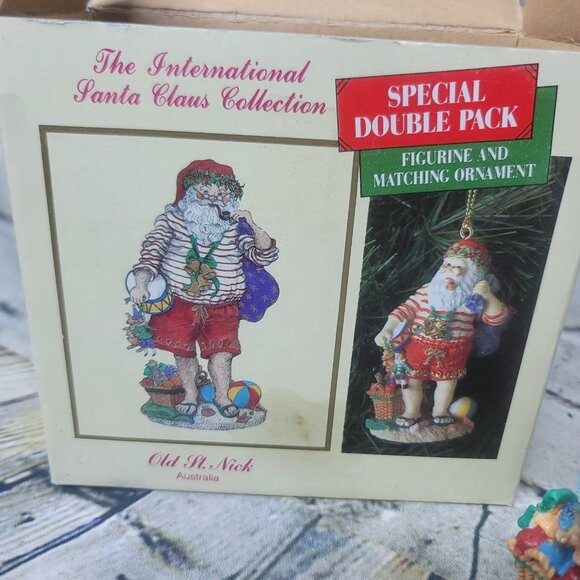 The International
Santa Claus Collection
SPECIAL
DOUBLE PACK
FIGURINE AND
MATCHING ORNAMENT
Old St. Nick
Australia